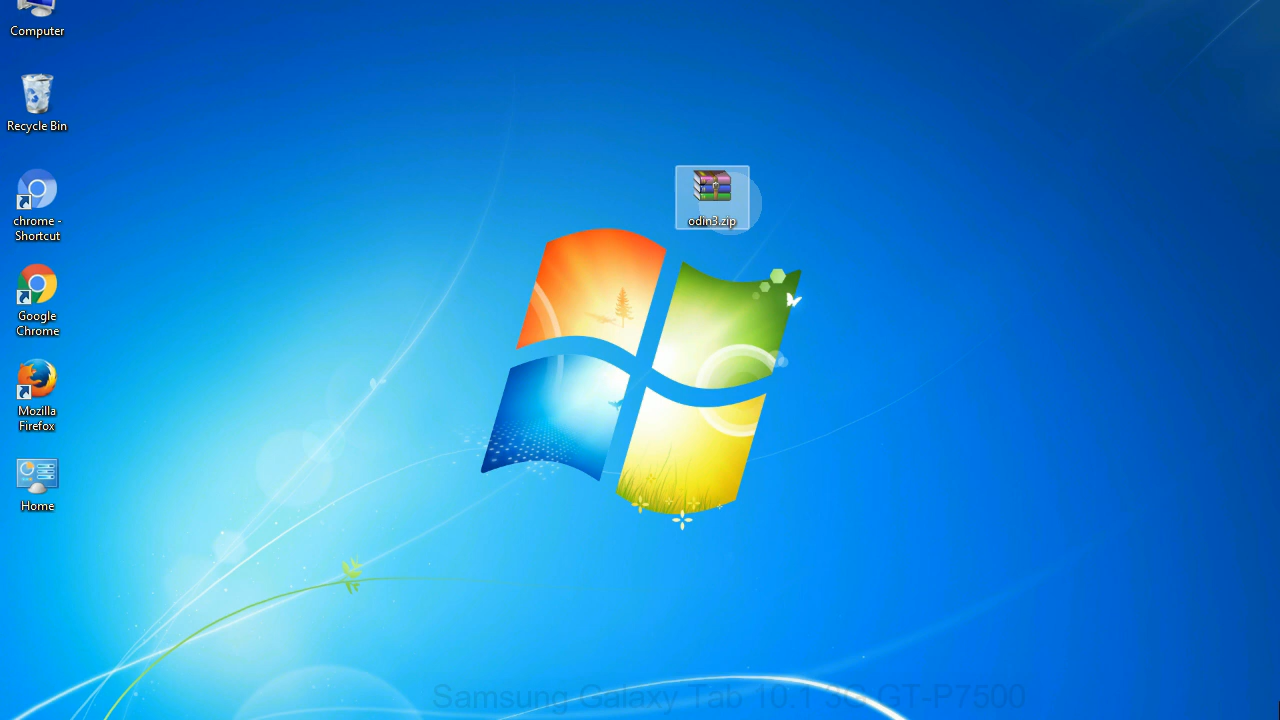 Computer
Recycle Bin
chrome -
Shortcut
Google
Chrome
Mozilla
Firefox
Home
odin3.zip
Samsung Galaxy Tab 10.1 3G GT-P7500